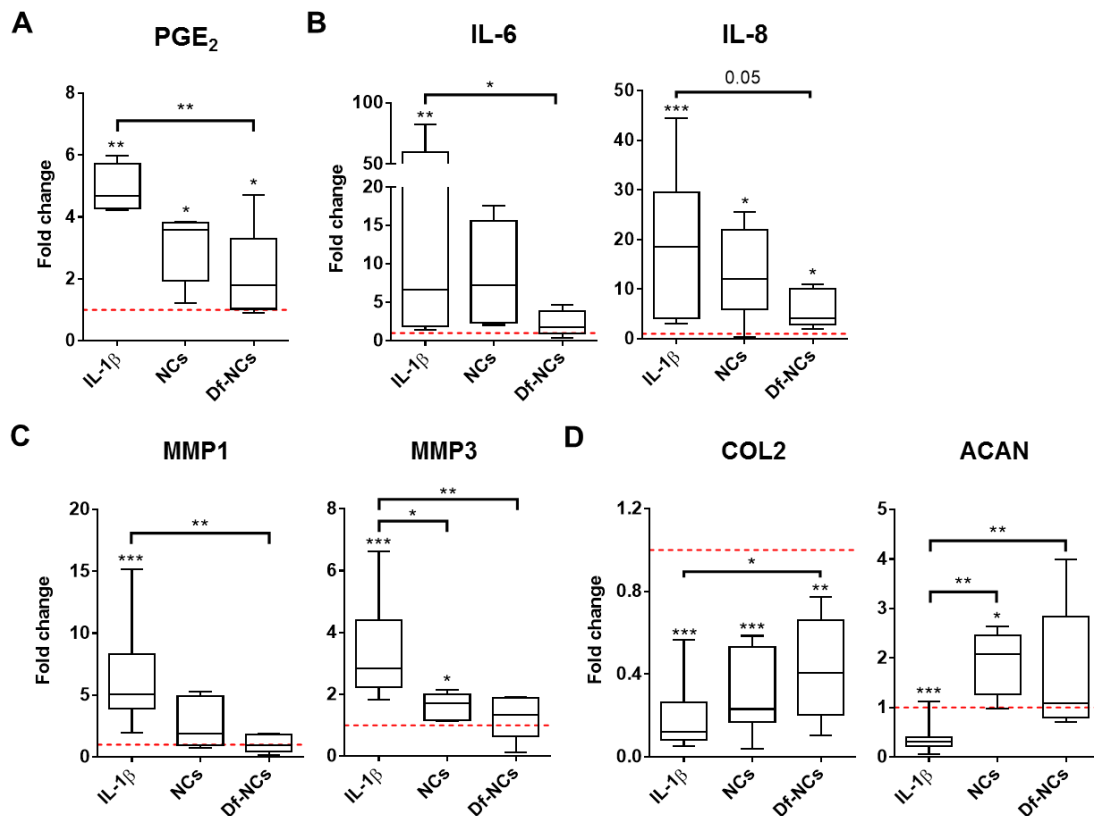 A
PGE₂
Fold change
8
6
4
2
0
**
**
*
*
IL-1β
NCs
Df-NCs
B
IL-6
Fold change
100
50
20
15
10
5
0
*
**
IL-1β
NCs
Df-NCs
IL-8
50
40
30
20
10
0
0.05
***
*
*
IL-1β
NCs
Df-NCs
C
MMP1
Fold change
20
15
10
5
0
**
***
IL-1β
NCs
Df-NCs
MMP3
8
6
4
2
0
**
*
***
*
IL-1β
NCs
Df-NCs
D
COL2
Fold change
1.2
0.8
0.4
0.0
*
**
***
***
IL-1β
NCs
Df-NCs
ACAN
5
4
3
2
1
0
**
**
*
***
IL-1β
NCs
Df-NCs